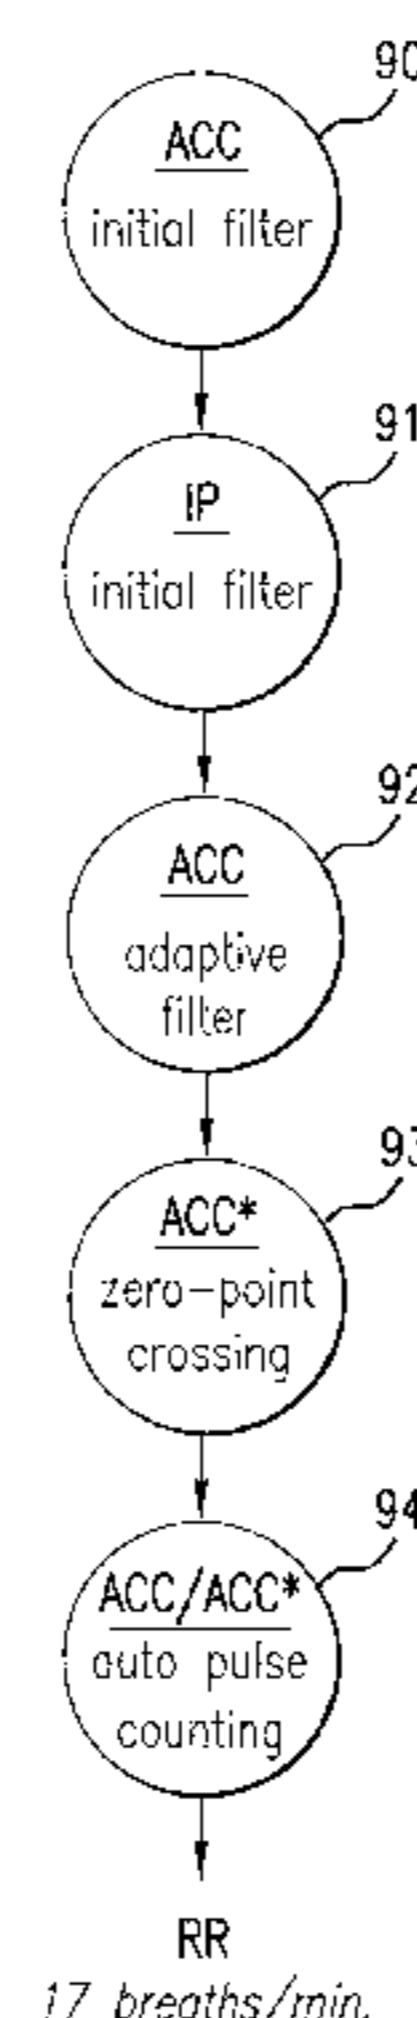 90
ACC
initial filter
91
IP
initial filter
92
ACC
adaptive
filter
93
ACC*
zero-point
crossing
94
ACC/ACC*
auto pulse
counting
RR
17 breaths/min.